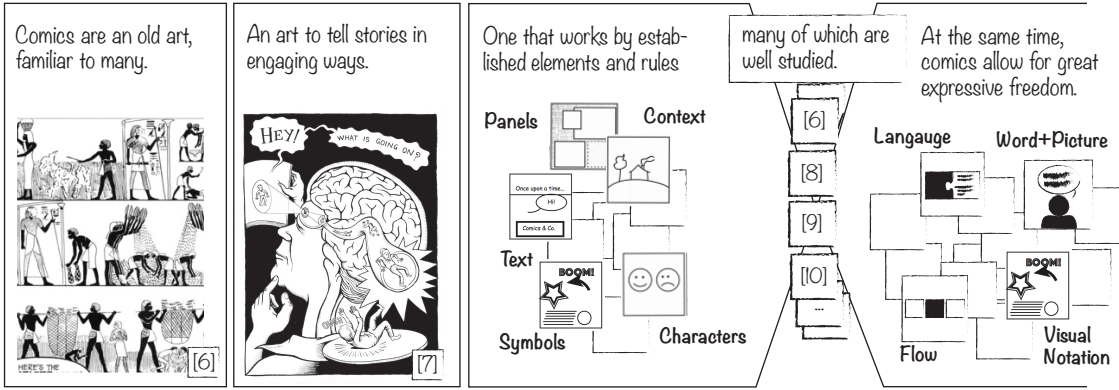 Comics are an old art,
familiar to many.
HERE'S THE
[6]
An art to tell stories in
engaging ways.
HEY!
WHAT IS GOING ON?
[7]
One that works by estab-
lished elements and rules
Panels
Context
Once upon a time...
Hi!
Comics & Co.
Text
BOOM!
Symbols
Characters
many of which are
well studied.
[6]
[8]
[9]
[10]
...
At the same time,
comics allow for great
expressive freedom.
Langauge
Word+Picture
BOOM!
Flow
Visual
Notation